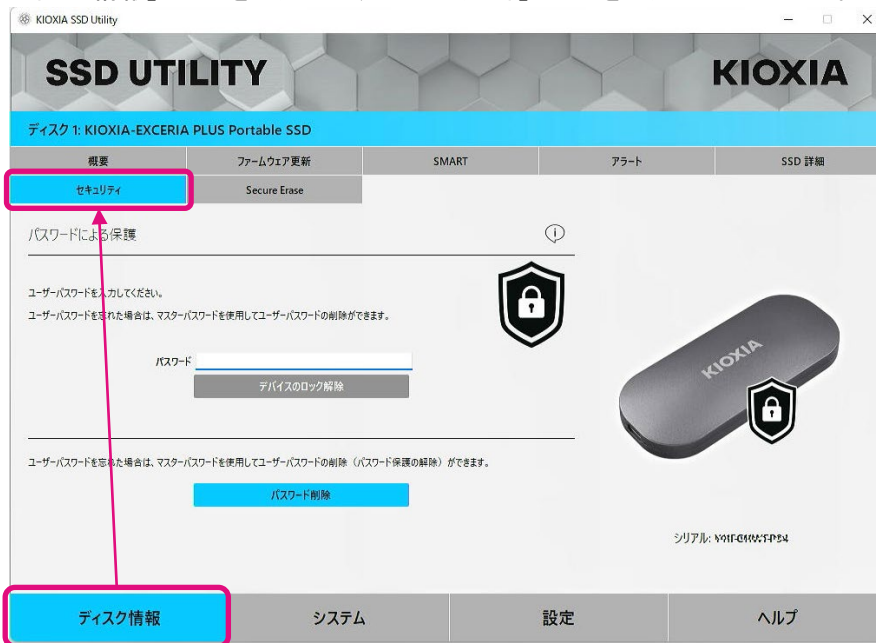 KIOXIA SSD Utility
SSD UTILITY
KIOXIA
ディスク 1: KIOXIA-EXCERIA PLUS Portable SSD
概要 ファームウェア更新 SMART アラート SSD 詳細
セキュリティ Secure Erase
パスワードによる保護
ユーザーパスワードを入力してください。
ユーザーパスワードを忘れた場合は、マスターパスワードを使用してユーザーパスワードの削除ができます。
パスワード
デバイスのロック解除
KIOXIA
ユーザーパスワードを忘れた場合は、マスターパスワードを使用してユーザーパスワードの削除（パスワード保護の解除）ができます。
パスワード削除
シリアル:
ディスク情報 システム 設定 ヘルプ